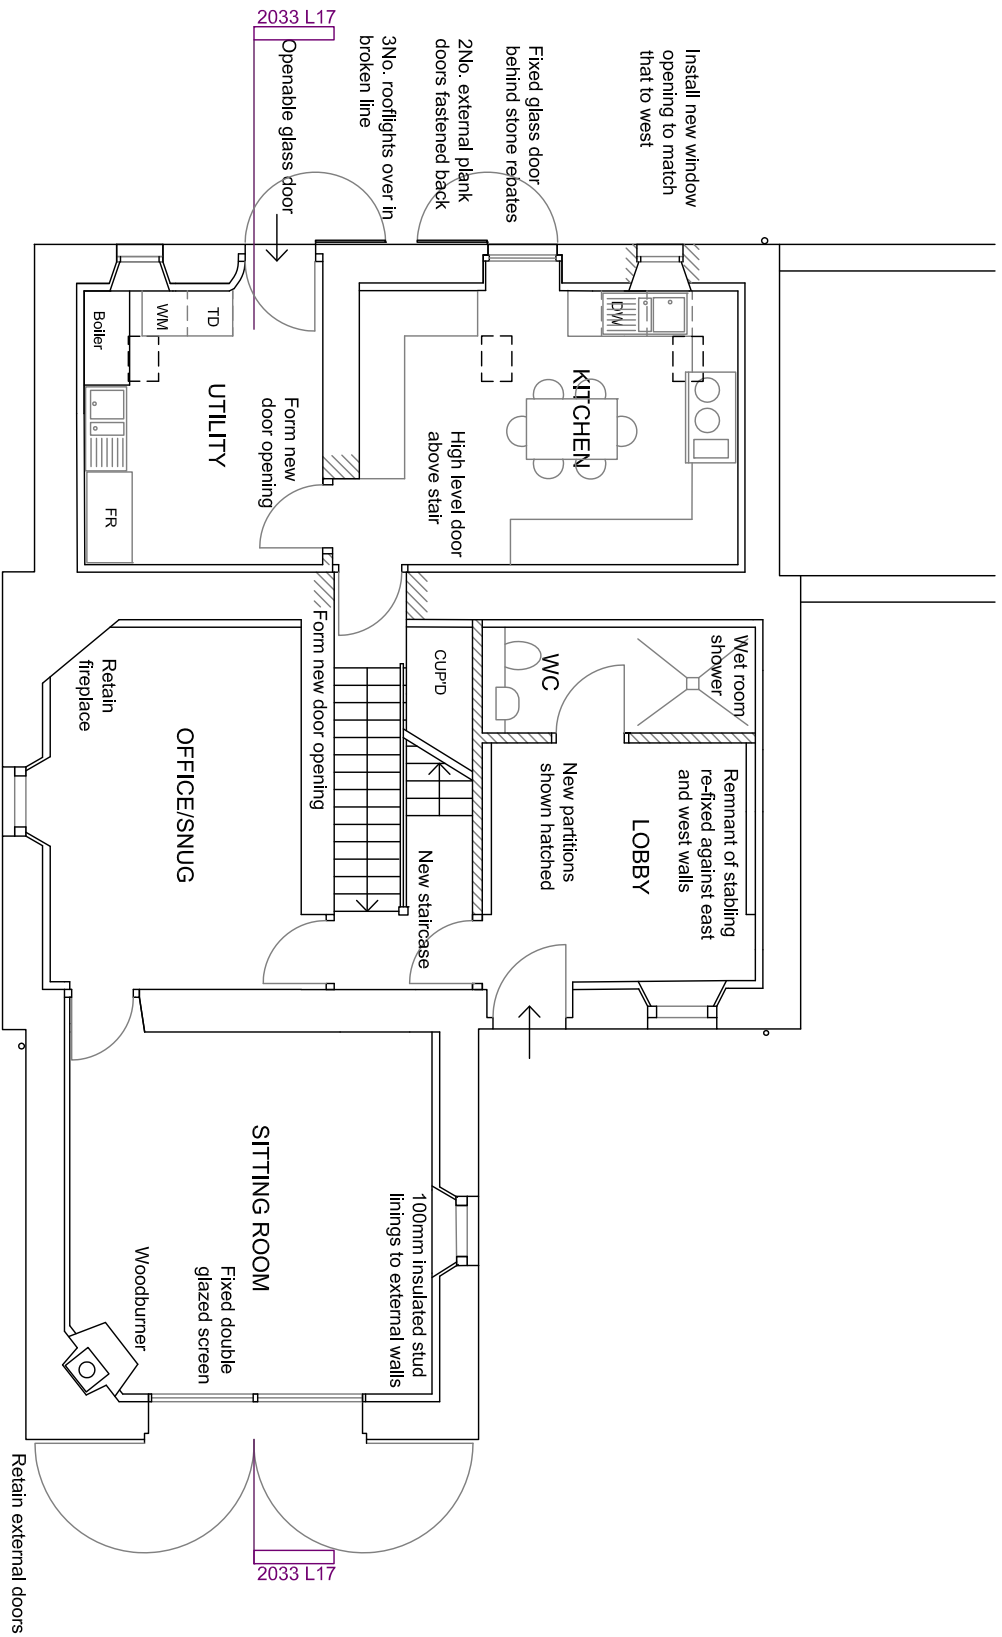 2033 L17
Openable glass door
3No. rooflights over in
broken line
2No. external plank
doors fastened back
Fixed glass door
behind stone rebates
Install new window
opening to match
that to west
Boiler
WM
TD
DW
UTILITY
KITCHEN
Form new
door opening
High level door
above stair
FR
Form new door opening
CUP'D
WC
Wet room
shower
Retain
fireplace
OFFICE/SNUG
New staircase
New partitions
shown hatched
LOBBY
Remnant of stabling
re-fixed against east
and west walls
SITTING ROOM
100mm insulated stud
linings to external walls
Woodburner
Fixed double
glazed screen
Retain external doors
2033 L17